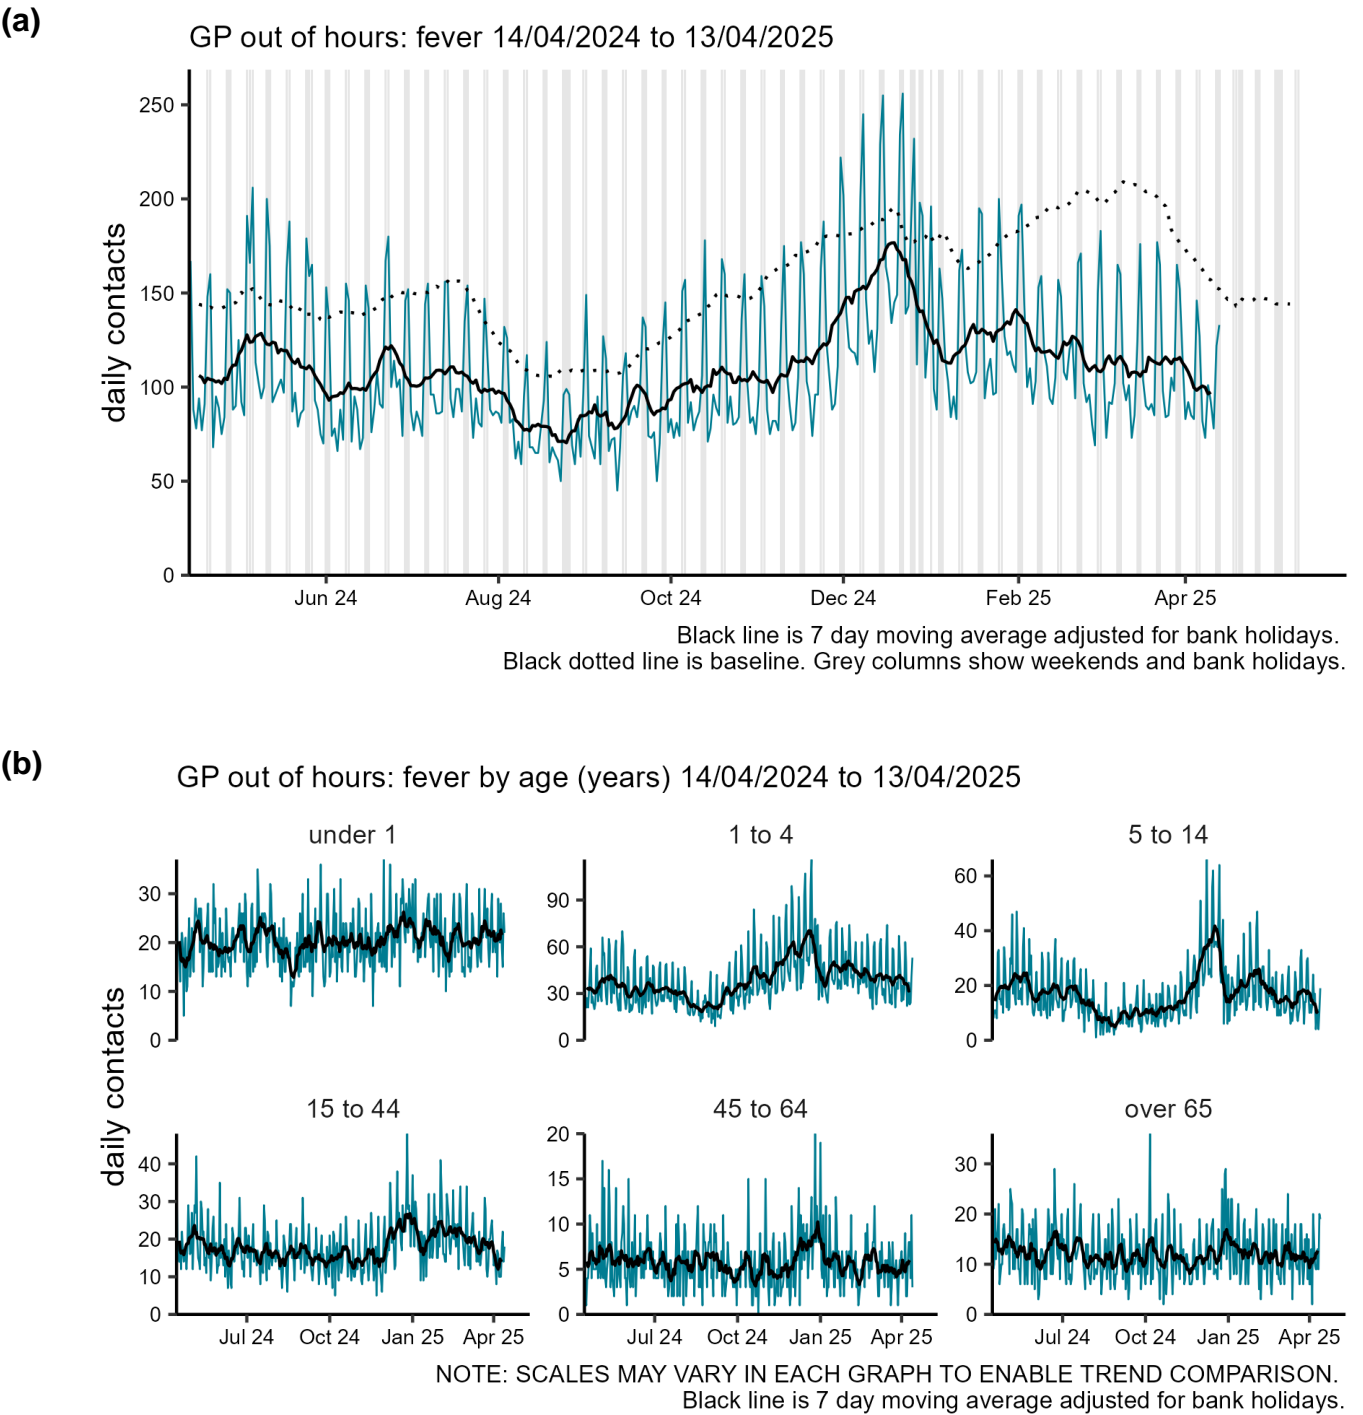 (a)
GP out of hours: fever 14/04/2024 to 13/04/2025
daily contacts
250
200
150
100
50
0
Jun 24 Aug 24 Oct 24 Dec 24 Feb 25 Apr 25
Black line is 7 day moving average adjusted for bank holidays.
Black dotted line is baseline. Grey columns show weekends and bank holidays.
(b)
GP out of hours: fever by age (years) 14/04/2024 to 13/04/2025
daily contacts
under 1
30
20
10
0
1 to 4
90
60
30
0
5 to 14
60
40
20
0
15 to 44
40
30
20
10
0
Jul 24 Oct 24 Jan 25 Apr 25
45 to 64
20
15
10
5
0
Jul 24 Oct 24 Jan 25 Apr 25
over 65
30
20
10
0
Jul 24 Oct 24 Jan 25 Apr 25
NOTE: SCALES MAY VARY IN EACH GRAPH TO ENABLE TREND COMPARISON.
Black line is 7 day moving average adjusted for bank holidays.